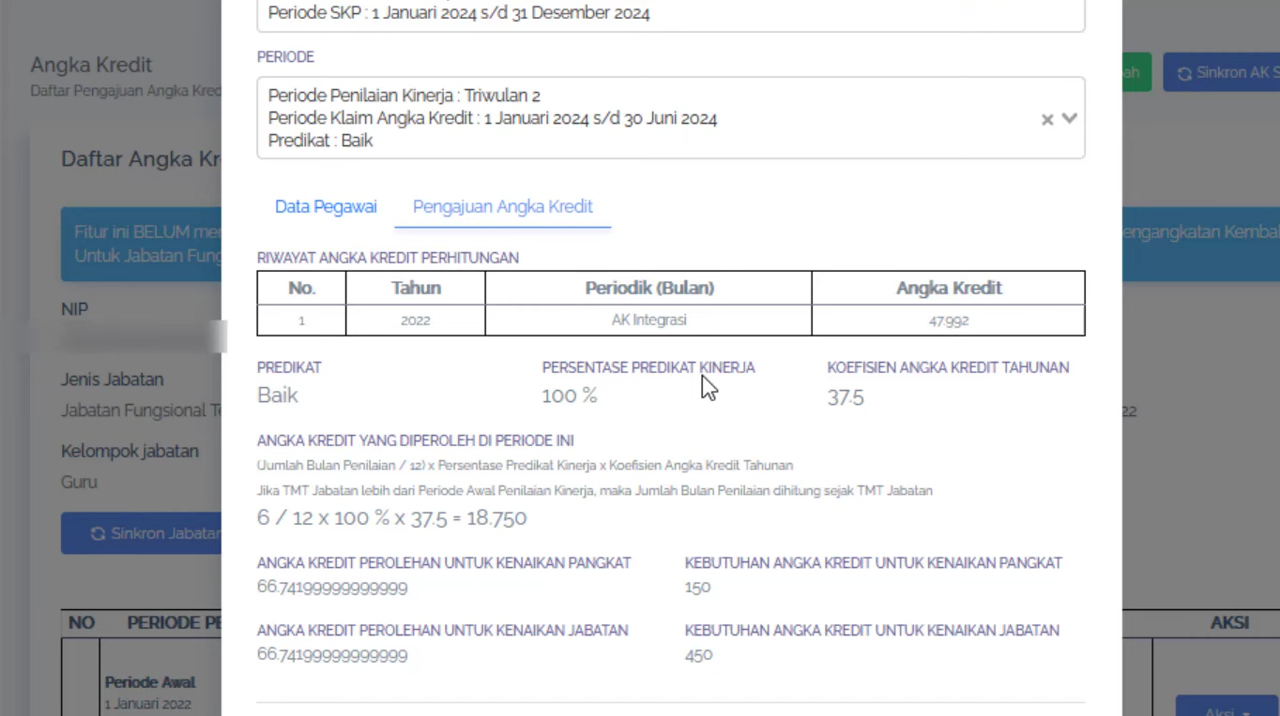 Periode SKP : 1 Januari 2024 s/d 31 Desember 2024
Angka Kredit
Daftar Pengajuan Angka Kred
ah
Sinkron AK S
PERIODE
Periode Penilaian Kinerja : Triwulan 2
Periode Klaim Angka Kredit : 1 Januari 2024 s/d 30 Juni 2024
Predikat : Baik
Daftar Angka Kr
Data Pegawai
Pengajuan Angka Kredit
Fitur ini BELUM mer
engangkatan Kembal
Untuk Jabatan Fung
RIWAYAT ANGKA KREDIT PERHITUNGAN
No. Tahun Periodik (Bulan) Angka Kredit
1 2022 AK Integrasi 47.992
NIP
PREDIKAT PERSENTASE PREDIKAT KINERJA KOEFISIEN ANGKA KREDIT TAHUNAN
Baik 100 % 37.5
Jenis Jabatan
Jabatan Fungsional T
22
Kelompok jabatan
Guru
ANGKA KREDIT YANG DIPEROLEH DI PERIODE INI
(Jumlah Bulan Penilaian / 12) x Persentase Predikat Kinerja x Koefisien Angka Kredit Tahunan
Jika TMT Jabatan lebih dari Periode Awal Penilaian Kinerja, maka Jumlah Bulan Penilaian dihitung sejak TMT Jabatan
6 / 12 x 100 % x 37.5 = 18.750
Sinkron Jabatan
ANGKA KREDIT PEROLEHAN UNTUK KENAIKAN PANGKAT KEBUTUHAN ANGKA KREDIT UNTUK KENAIKAN PANGKAT
66.74199999999999 150
ANGKA KREDIT PEROLEHAN UNTUK KENAIKAN JABATAN KEBUTUHAN ANGKA KREDIT UNTUK KENAIKAN JABATAN
66.74199999999999 450
NO PERIODE PE AKSI
Periode Awal
1 Januari 2022
Aksi